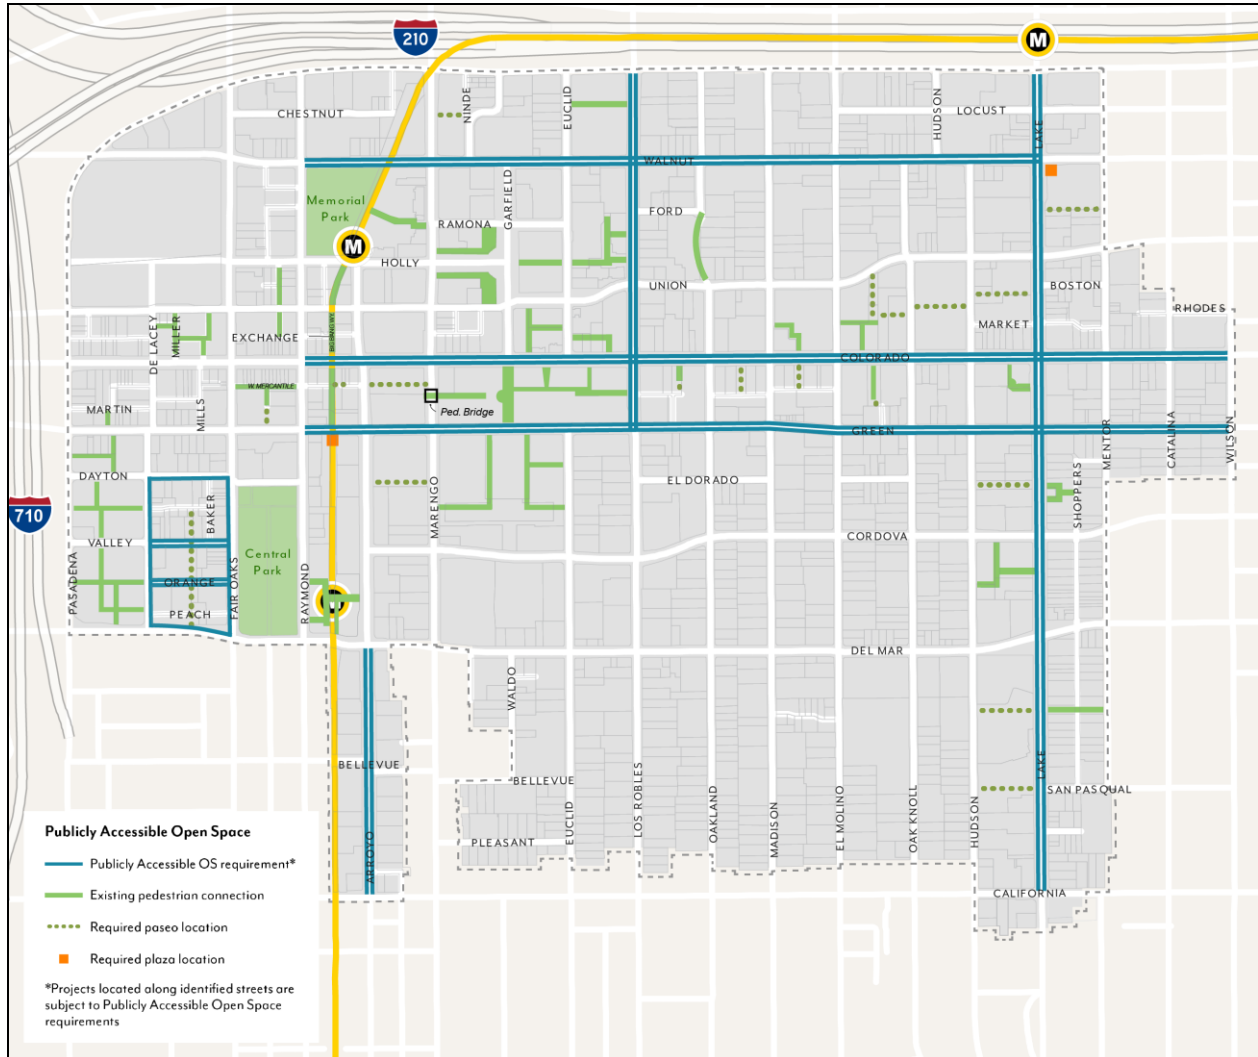 210
M
CHESTNUT
NINDE
EUCLID
HUDSON
LOCUST
LAKE
WALNUT
GARFIELD
Memorial
Park
RAMONA
FORD
M
HOLLY
UNION
BOSTON
RHODES
DE LACEY
MILLER
EXCHANGE
MARKET
COLORADO
W. MERCANTILE
MARTIN
MILLS
Ped. Bridge
GREEN
MENTOR
CATALINA
WILSON
DAYTON
MARENGO
EL DORADO
SHOPPERS
710
BAKER
VALLEY
CORDOVA
PASADENA
Central
Park
ORANGE
FAIR OAKS
RAYMOND
PEACH
DEL MAR
WALDO
BELLEVUE
BELLEVUE
LAKE
SAN PASQUAL
EUCLID
LOS ROBLES
OAKLAND
MADISON
EL MOLINO
OAK KNOLL
HUDSON
PLEASANT
ARROYO
CALIFORNIA
Publicly Accessible Open Space
Publicly Accessible OS requirement*
Existing pedestrian connection
Required paseo location
Required plaza location
*Projects located along identified streets are
subject to Publicly Accessible Open Space
requirements